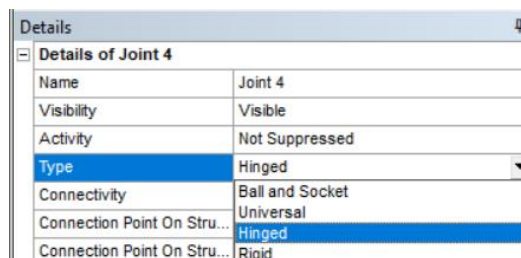 Details
Details of Joint 4
Name Joint 4
Visibility Visible
Activity Not Suppressed
Type Hinged
Connectivity Ball and Socket
Universal
Connection Point On Stru... Hinged
Connection Point On Stru... Rigid